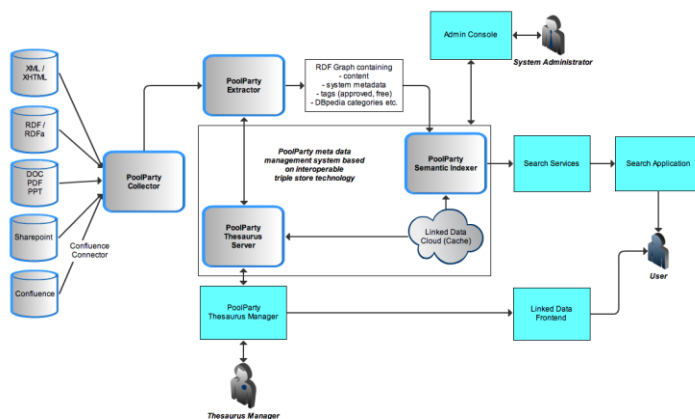 XML /
XHTML
RDF /
RDFa
DOC
PDF
PPT
Sharepoint
Confluence
Confluence
Connector
PoolParty
Collector
PoolParty
Extractor
RDF Graph containing
- content
- system metadata
- tags (approved, free)
- DBpedia categories etc.
Admin Console
System Administrator
PoolParty meta data
management system based
on interoperable
triple store technology
PoolParty
Semantic Indexer
Search Services
Search Application
PoolParty
Thesaurus
Server
Linked Data
Cloud (Cache)
User
PoolParty
Thesaurus Manager
Linked Data
Frontend
Thesaurus Manager